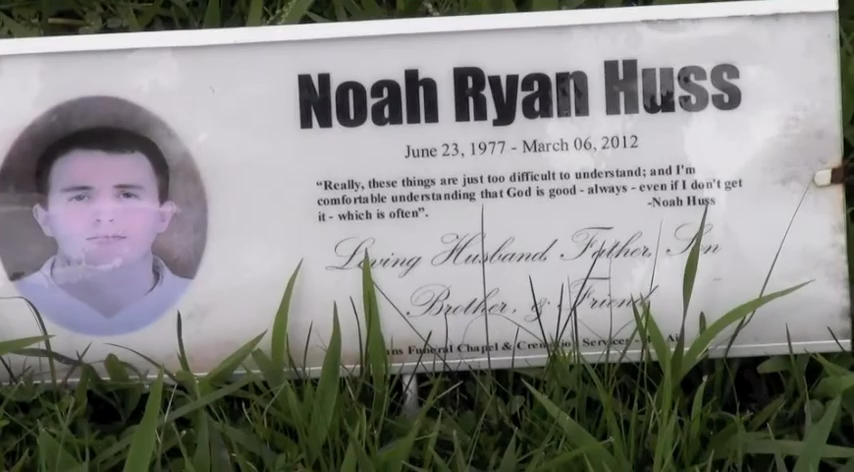 Noah Ryan Huss
June 23, 1977 - March 06, 2012
“Really, these things are just too difficult to understand; and I'm
comfortable understanding that God is good - always - even if I don't get
it - which is often”.
-Noah Huss
Loving Husband, Father, Son
Brother, & Friend
Funeral Chapel & Cremation Services -